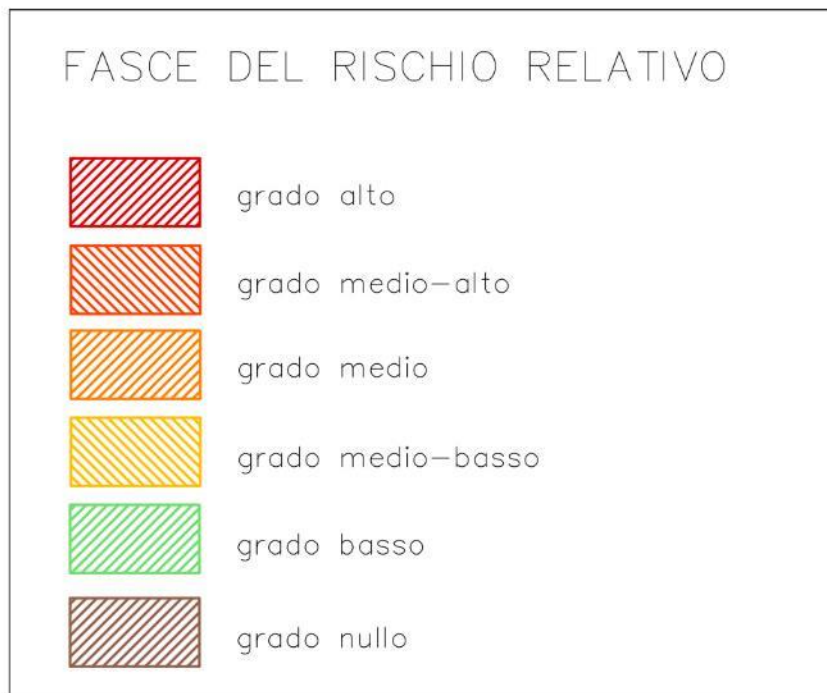 FASCE DEL RISCHIO RELATIVO
grado alto
grado medio-alto
grado medio
grado medio-basso
grado basso
grado nullo